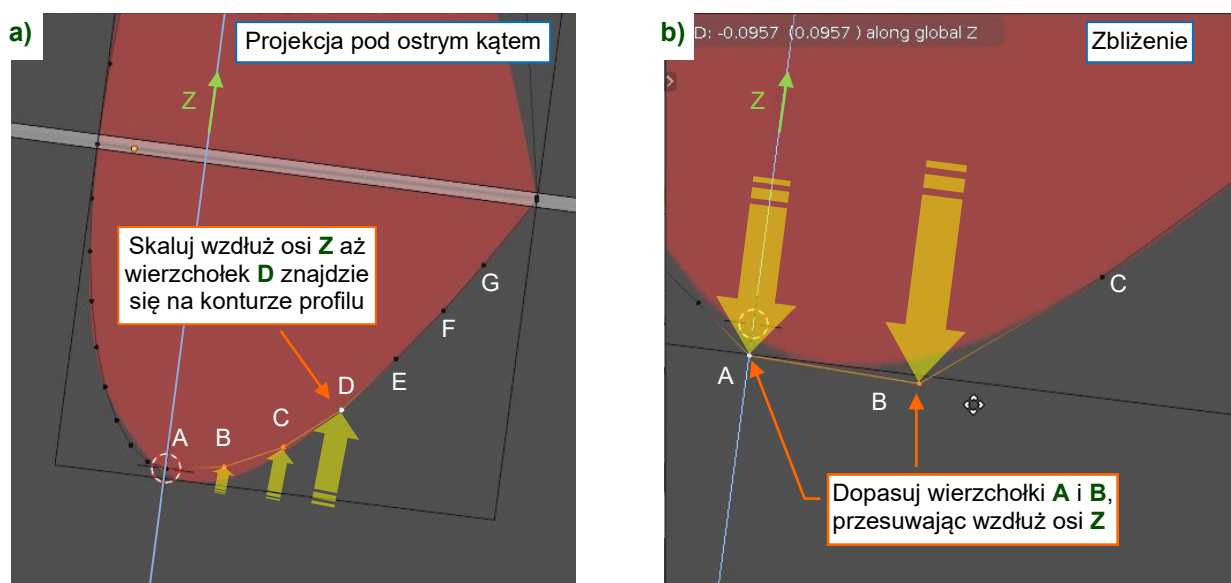 a)
Projekcja pod ostrym kątem
Z
Skaluj wzdłuż osi Z aż
wierzchołek D znajdzie
się na konturze profilu
G
F
E
D
C
B
A
b)
D: -0.0957 (0.0957 ) along global Z
Zbliżenie
Z
C
A
B
Dopasuj wierzchołki A i B,
przesuwając wzdłuż osi Z